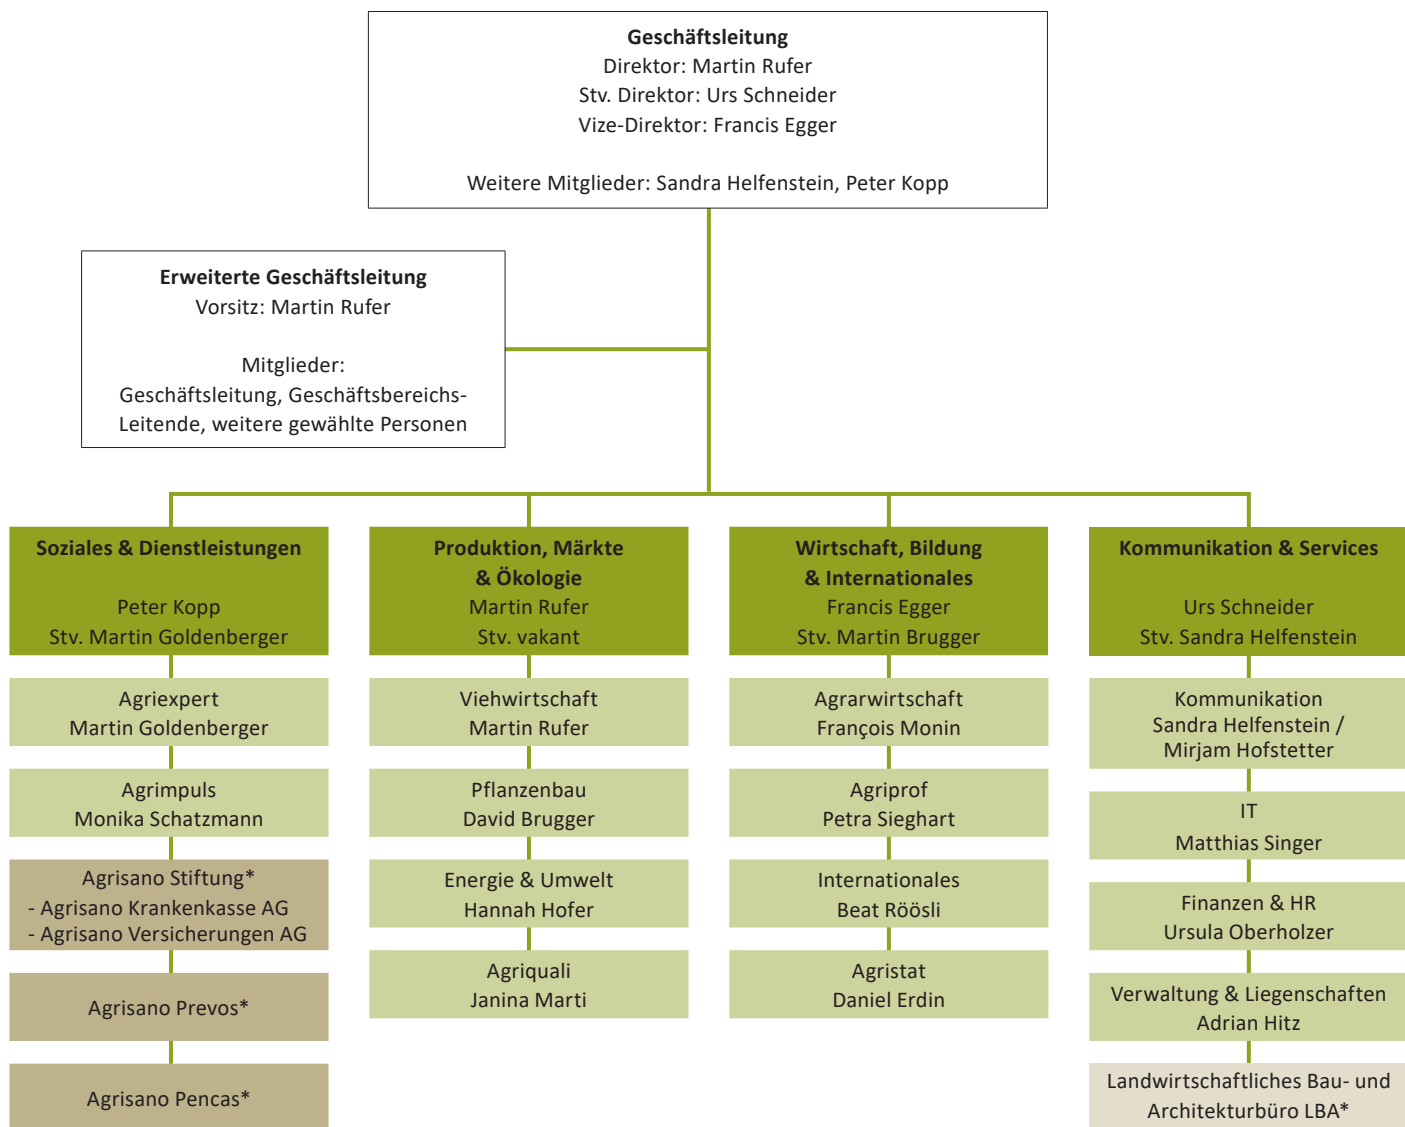 Geschäftsleitung
Direktor: Martin Rufer
Stv. Direktor: Urs Schneider
Vize-Direktor: Francis Egger
Weitere Mitglieder: Sandra Helfenstein, Peter Kopp
Erweiterte Geschäftsleitung
Vorsitz: Martin Rufer
Mitglieder:
Geschäftsleitung, Geschäftsbereichs-
Leitende, weitere gewählte Personen
Soziales & Dienstleistungen
Peter Kopp
Stv. Martin Goldenberger
Agriexpert
Martin Goldenberger
Agrimpuls
Monika Schatzmann
Agrisano Stiftung*
- Agrisano Krankenkasse AG
- Agrisano Versicherungen AG
Agrisano Prevos*
Agrisano Pencas*
Produktion, Märkte
& Ökologie
Martin Rufer
Stv. vakant
Viehwirtschaft
Martin Rufer
Pflanzenbau
David Brugger
Energie & Umwelt
Hannah Hofer
Agriquali
Janina Marti
Wirtschaft, Bildung
& Internationales
Francis Egger
Stv. Martin Brugger
Agrarwirtschaft
François Monin
Agriprof
Petra Sieghart
Internationales
Beat Röösli
Agristat
Daniel Erdin
Kommunikation & Services
Urs Schneider
Stv. Sandra Helfenstein
Kommunikation
Sandra Helfenstein /
Mirjam Hofstetter
IT
Matthias Singer
Finanzen & HR
Ursula Oberholzer
Verwaltung & Liegenschaften
Adrian Hitz
Landwirtschaftliches Bau- und
Architekturbüro LBA*